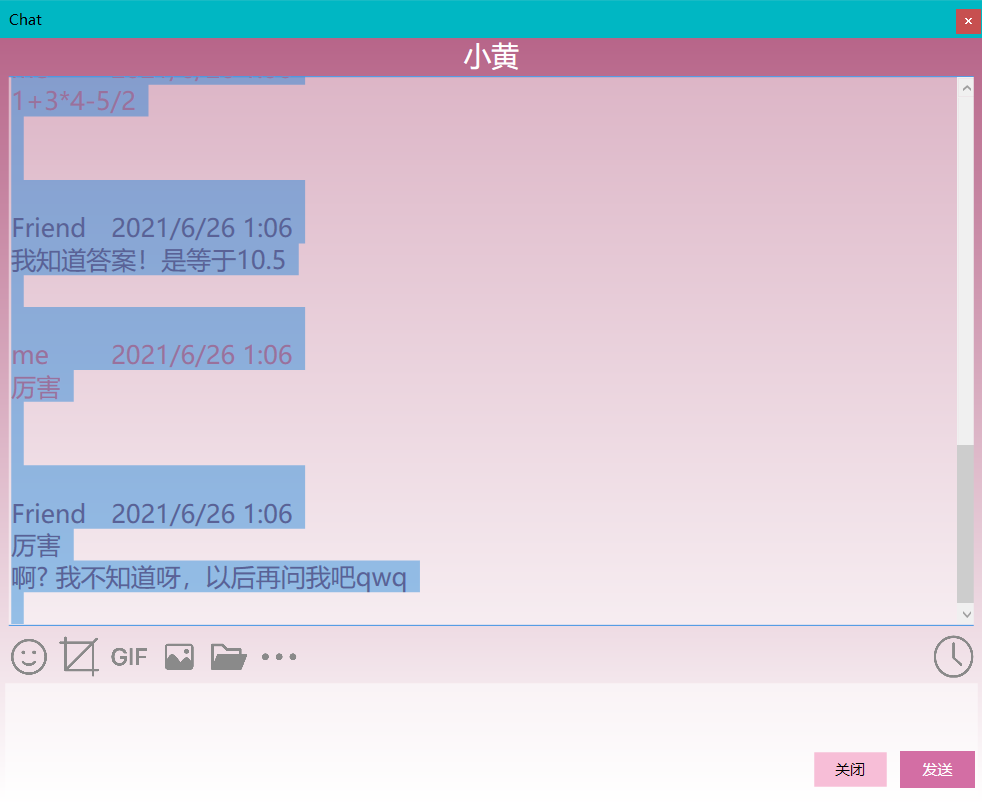 Chat
小黄
1+3*4-5/2
Friend 2021/6/26 1:06
我知道答案！是等于10.5
me 2021/6/26 1:06
厉害
Friend 2021/6/26 1:06
厉害
啊? 我不知道呀，以后再问我吧qwq
GIF
关闭 发送